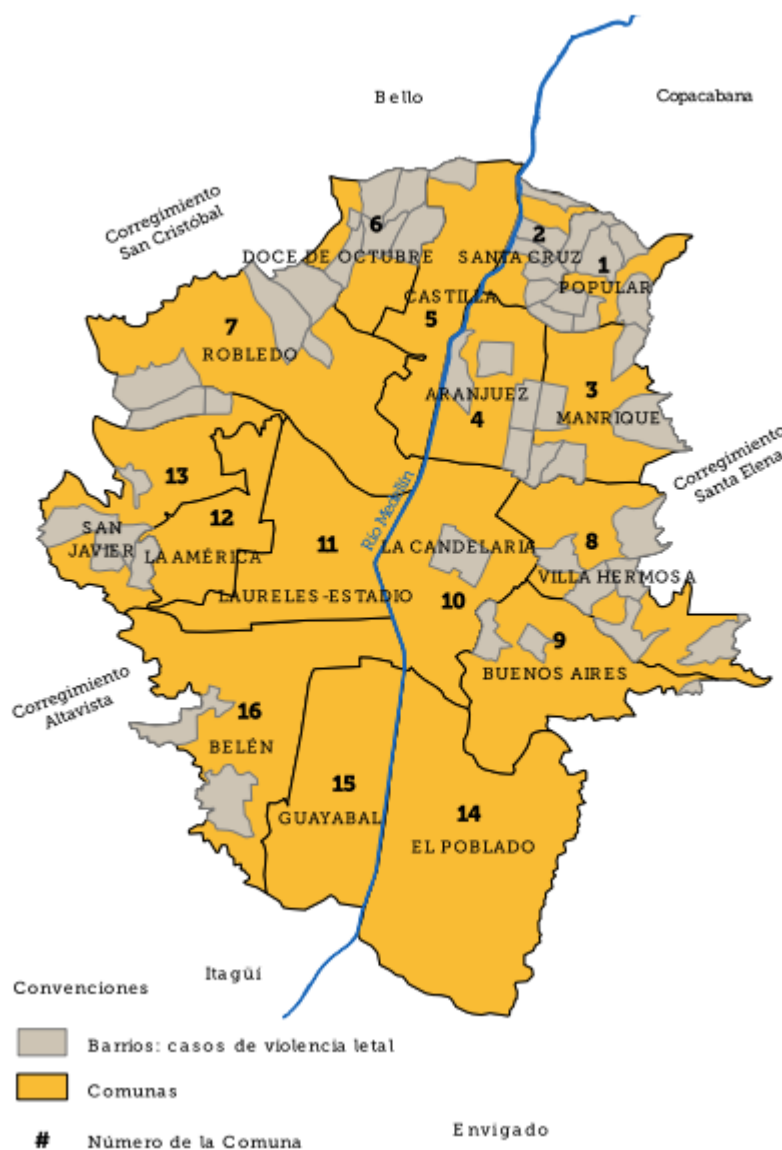 Bello
Copacabana
Corregimiento
San Cristóbal
6
DOCE DE OCTUBRE
2
SANTA CRUZ
1
POPULAR
CASTILLA
5
7
ROBLEDO
ARANJUEZ
4
3
MANRIQUE
Corregimiento
Santa Elena
13
SAN
JAVIER
12
LA AMÉRICA
11
LAURELES-ESTADIO
Río Medellín
LA CANDELARIA
10
8
VILLA HERMOSA
9
BUENOS AIRES
Corregimiento
Altavista
16
BELÉN
15
GUAYABAL
14
EL POBLADO
Itagüí
Convenciones
Barrios: casos de violencia letal
Comunas
# Número de la Comuna
Envigado